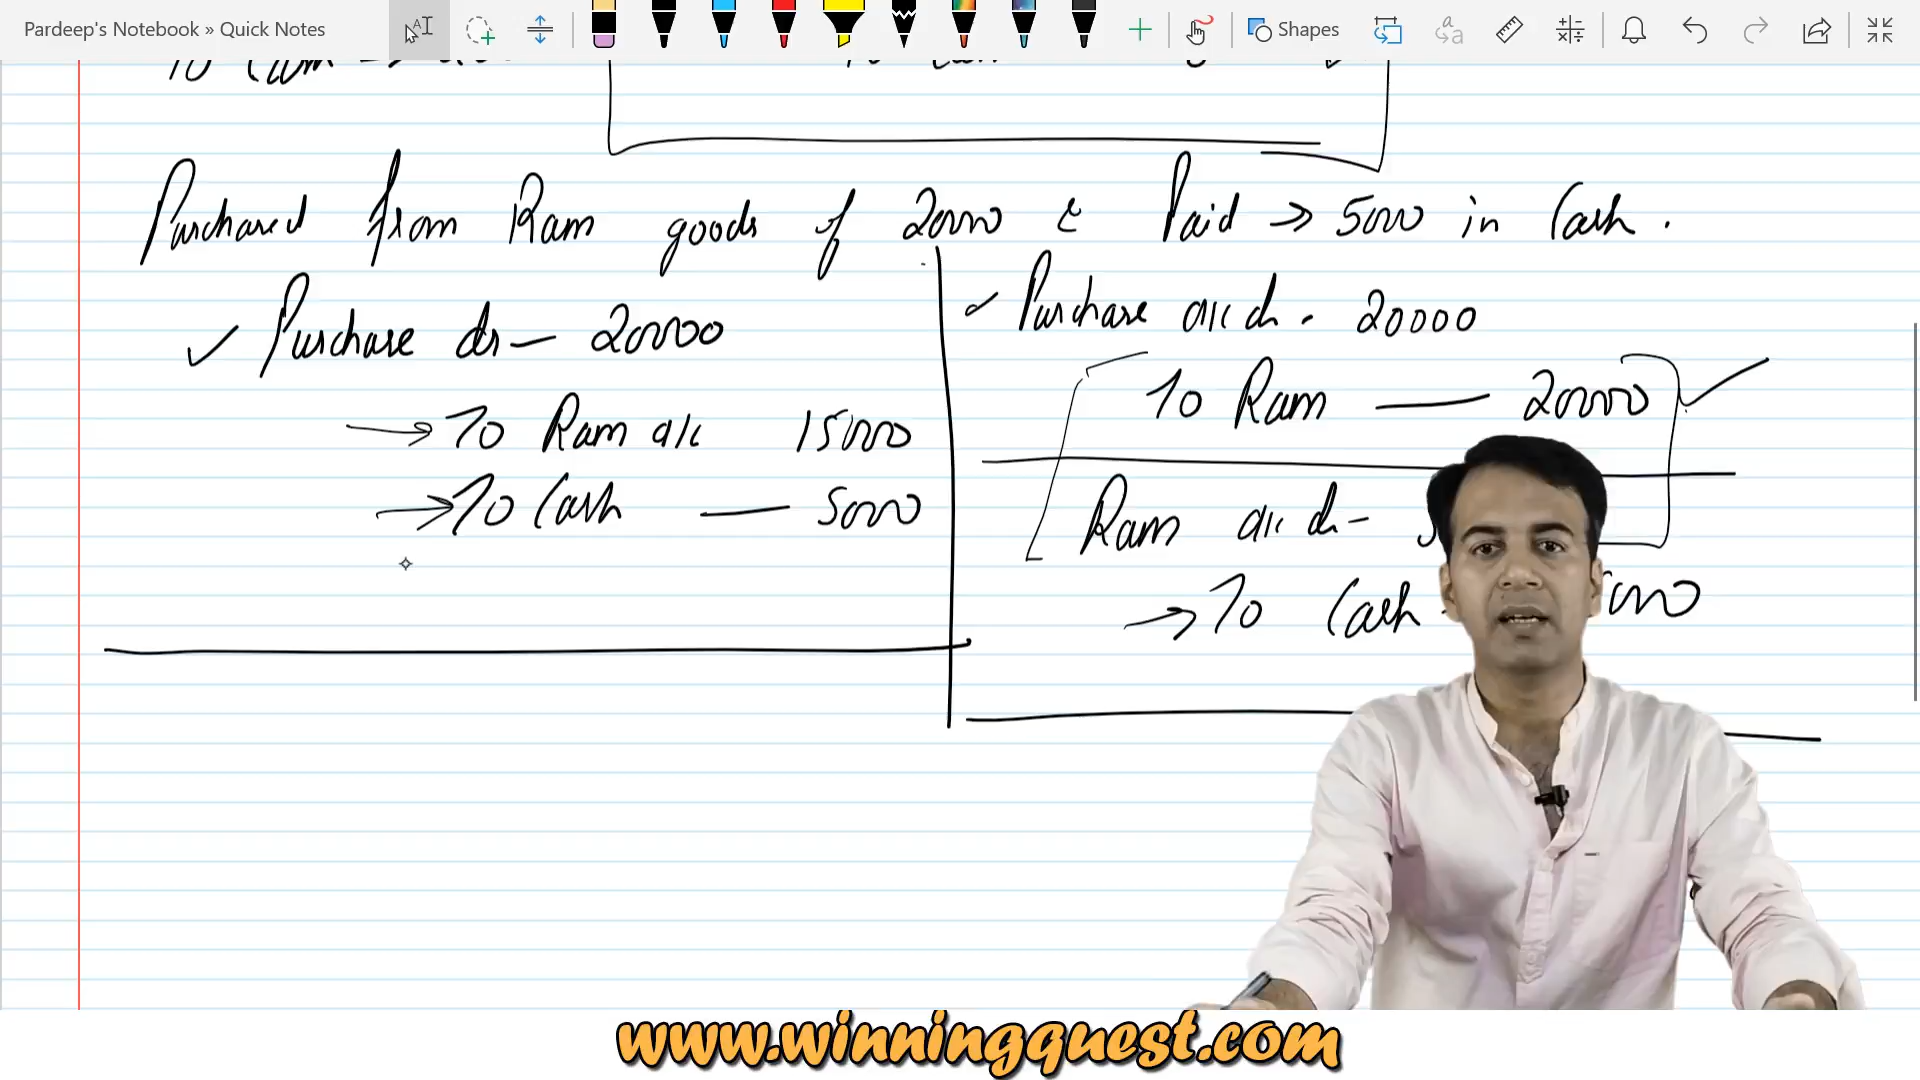 Pardeep's Notebook » Quick Notes
Shapes
Purchased from Ram goods of 20000 & Paid → 5000 in Cash.
✓ Purchase dr — 20000
→ To Ram a/c 15000
→ To Cash — 5000
✓ Purchase a/c dr. 20000
To Ram — 20000 ✓
Ram a/c dr-
→ To Cash
www.winningquest.com